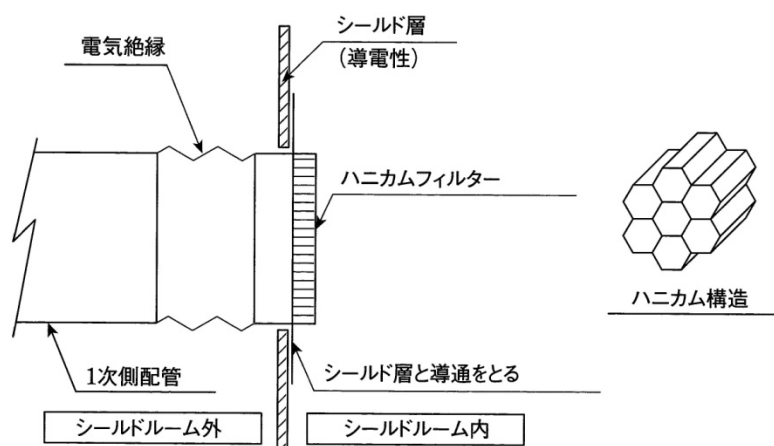 シールド層
(導電性)
電気絶縁
ハニカムフィルター
ハニカム構造
1次側配管
シールド層と導通をとる
シールドルーム外
シールドルーム内